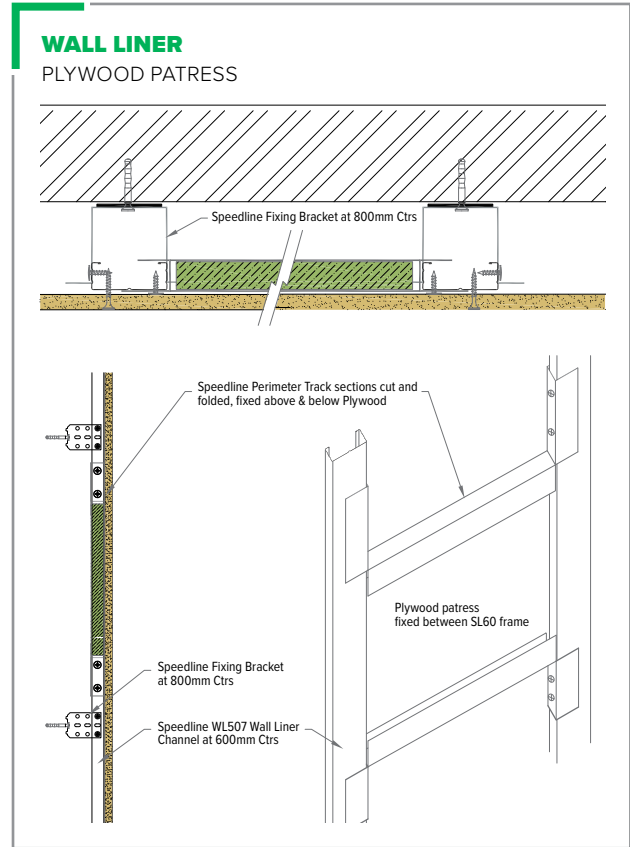 WALL LINER
PLYWOOD PATRESS
Speedline Fixing Bracket at 800mm Ctrs
Speedline Perimeter Track sections cut and
folded, fixed above & below Plywood
Plywood patress
fixed between SL60 frame
Speedline Fixing Bracket
at 800mm Ctrs
Speedline WL507 Wall Liner
Channel at 600mm Ctrs